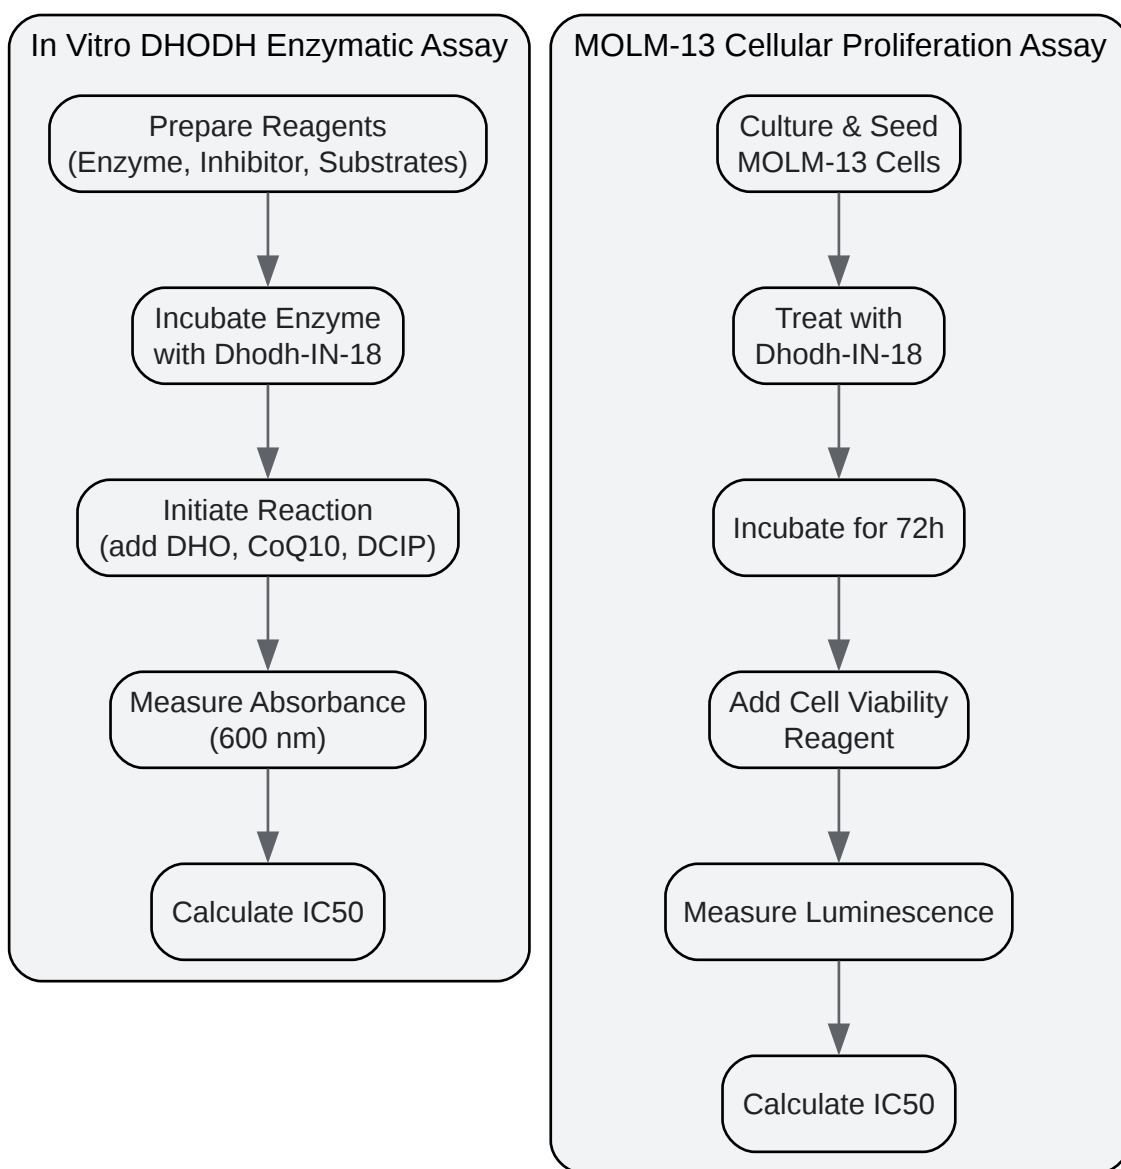 In Vitro DHODH Enzymatic Assay
Prepare Reagents
(Enzyme, Inhibitor, Substrates)
Incubate Enzyme
with Dhodh-IN-18
Initiate Reaction
(add DHO, CoQ10, DCIP)
Measure Absorbance
(600 nm)
Calculate IC50
MOLM-13 Cellular Proliferation Assay
Culture & Seed
MOLM-13 Cells
Treat with
Dhodh-IN-18
Incubate for 72h
Add Cell Viability
Reagent
Measure Luminescence
Calculate IC50